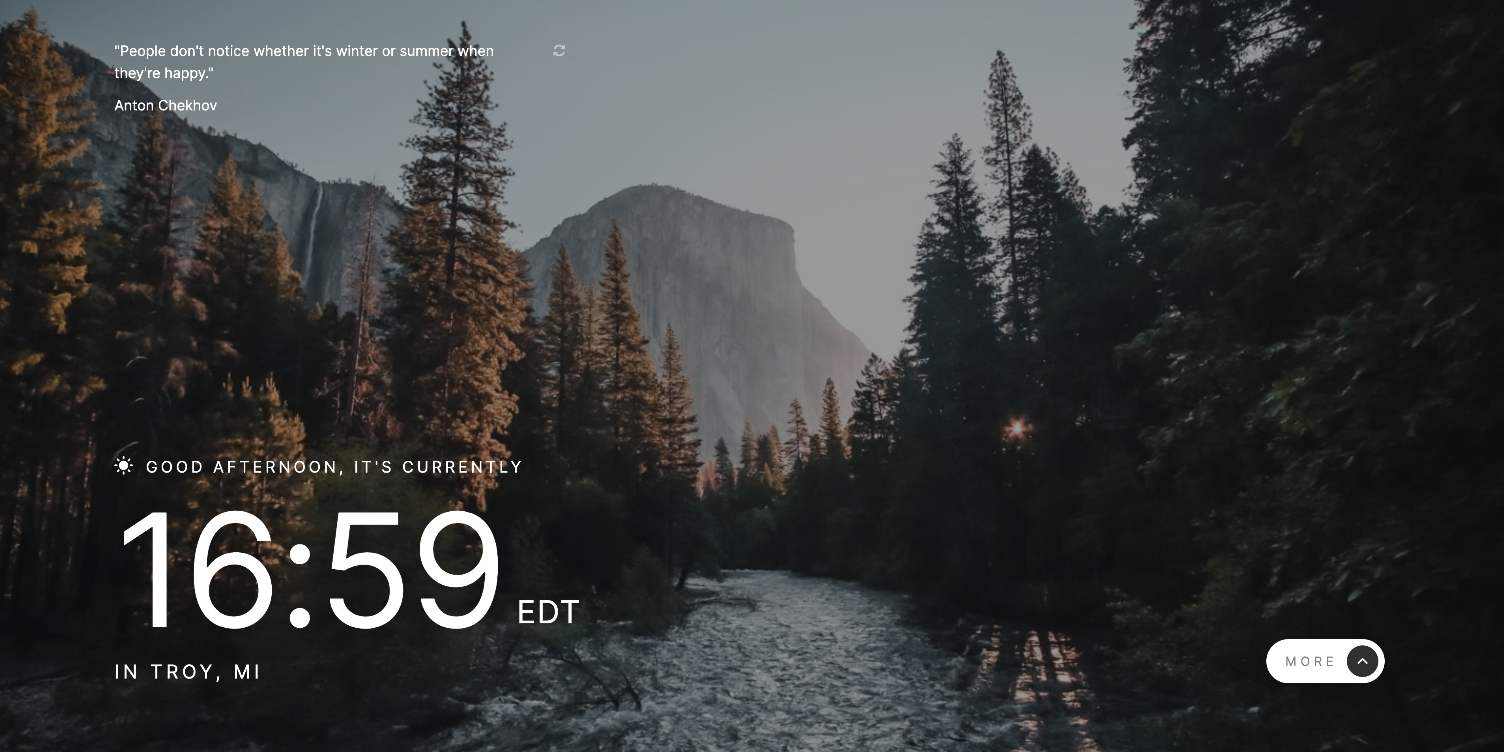 "People don't notice whether it's winter or summer when
they're happy."
Anton Chekhov
GOOD AFTERNOON, IT'S CURRENTLY
16:59 EDT
IN TROY, MI
MORE